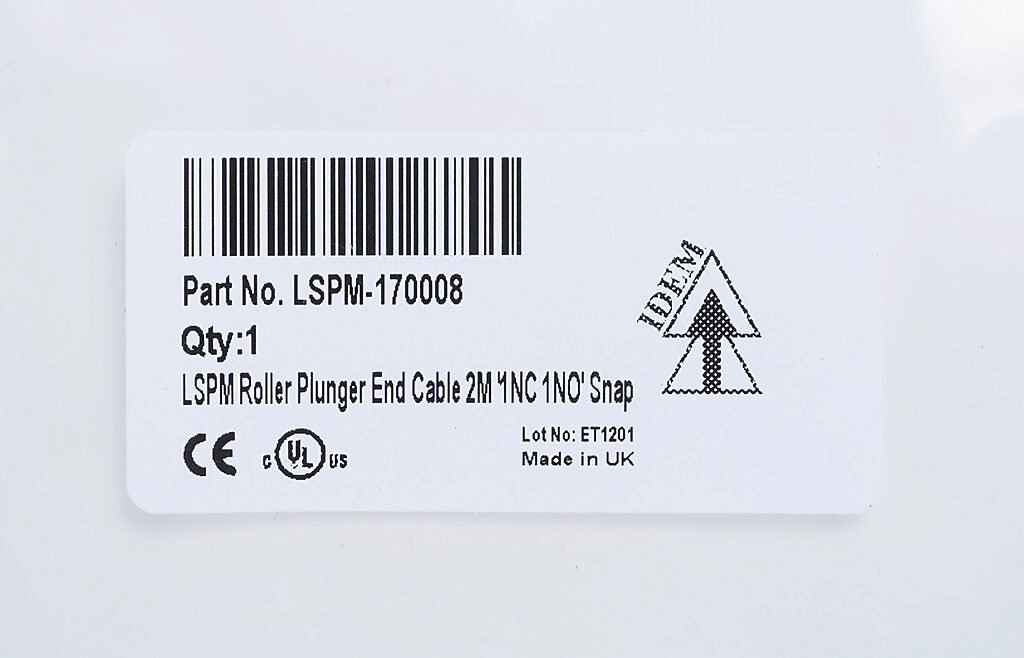 Part No. LSPM-170008
Qty:1
LSPM Roller Plunger End Cable 2M '1NC 1NO' Snap
IDEM
CE
c UL US
Lot No: ET1201
Made in UK